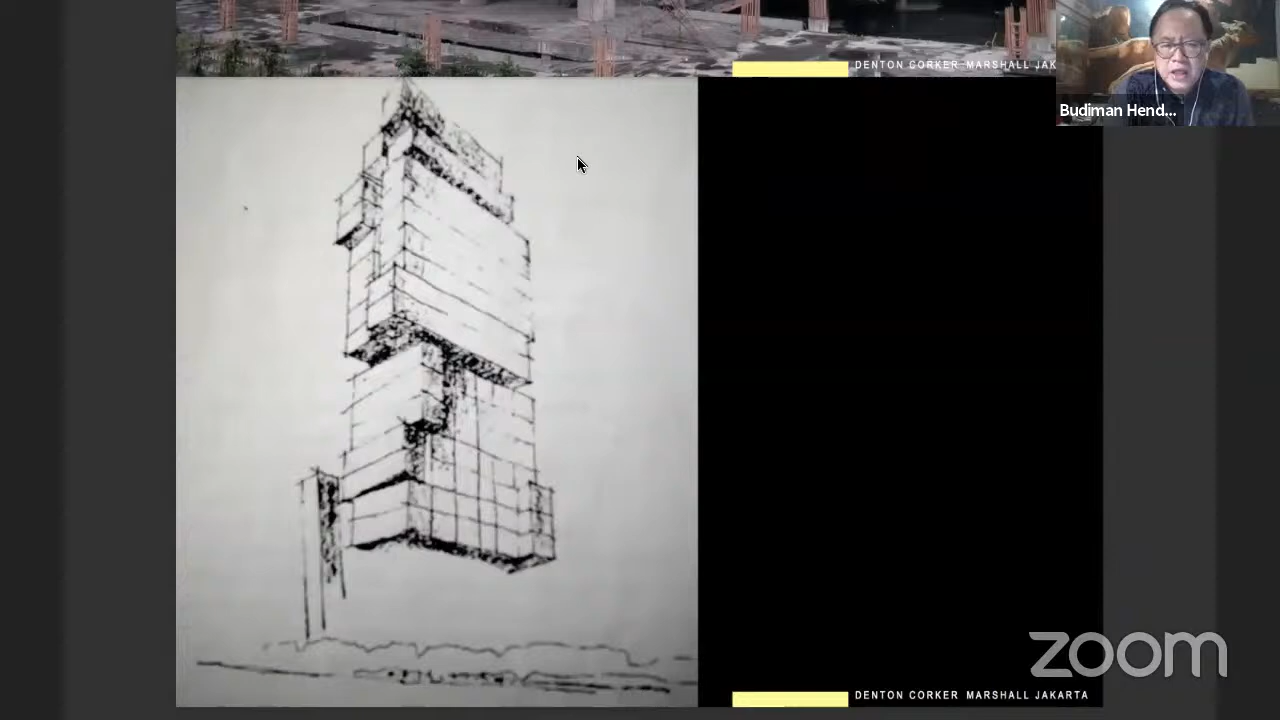 DENTON CORKER MARSHALL JAK
Budiman Hend...
zoom
DENTON CORKER MARSHALL JAKARTA